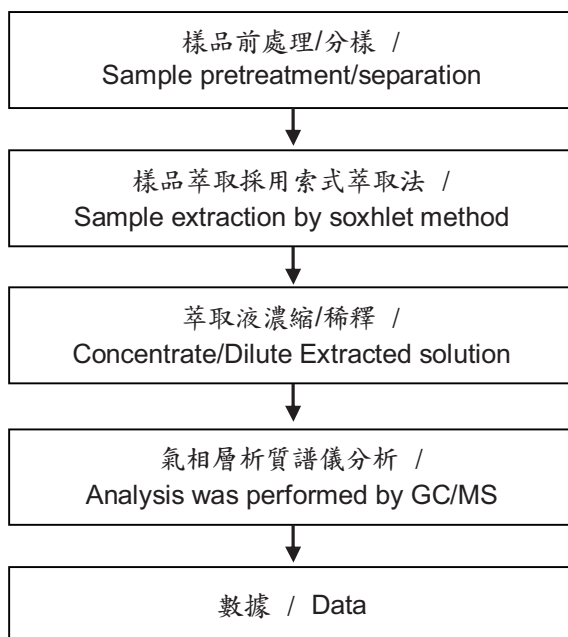 樣品前處理/分樣 /
Sample pretreatment/separation
樣品萃取採用索式萃取法 /
Sample extraction by soxhlet method
萃取液濃縮/稀釋 /
Concentrate/Dilute Extracted solution
氣相層析質譜儀分析 /
Analysis was performed by GC/MS
數據 / Data